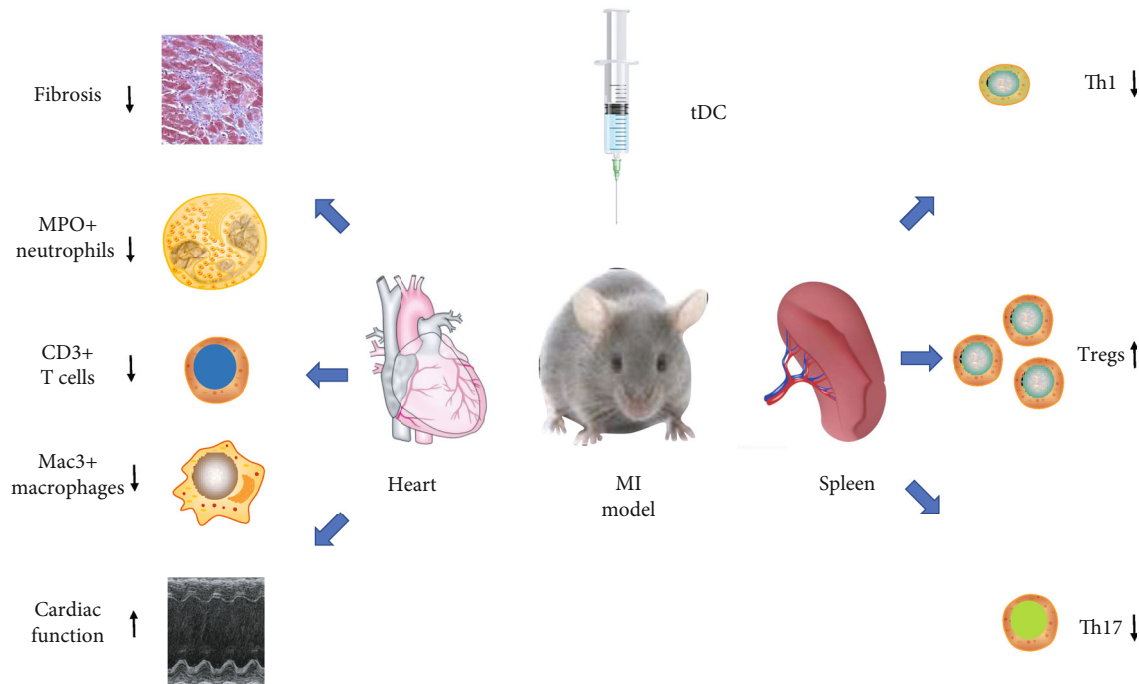 Fibrosis
MPO+
neutrophils
CD3+
T cells
Mac3+
macrophages
Cardiac
function
Heart
tDC
MI
model
Spleen
Th1
Tregs
Th17